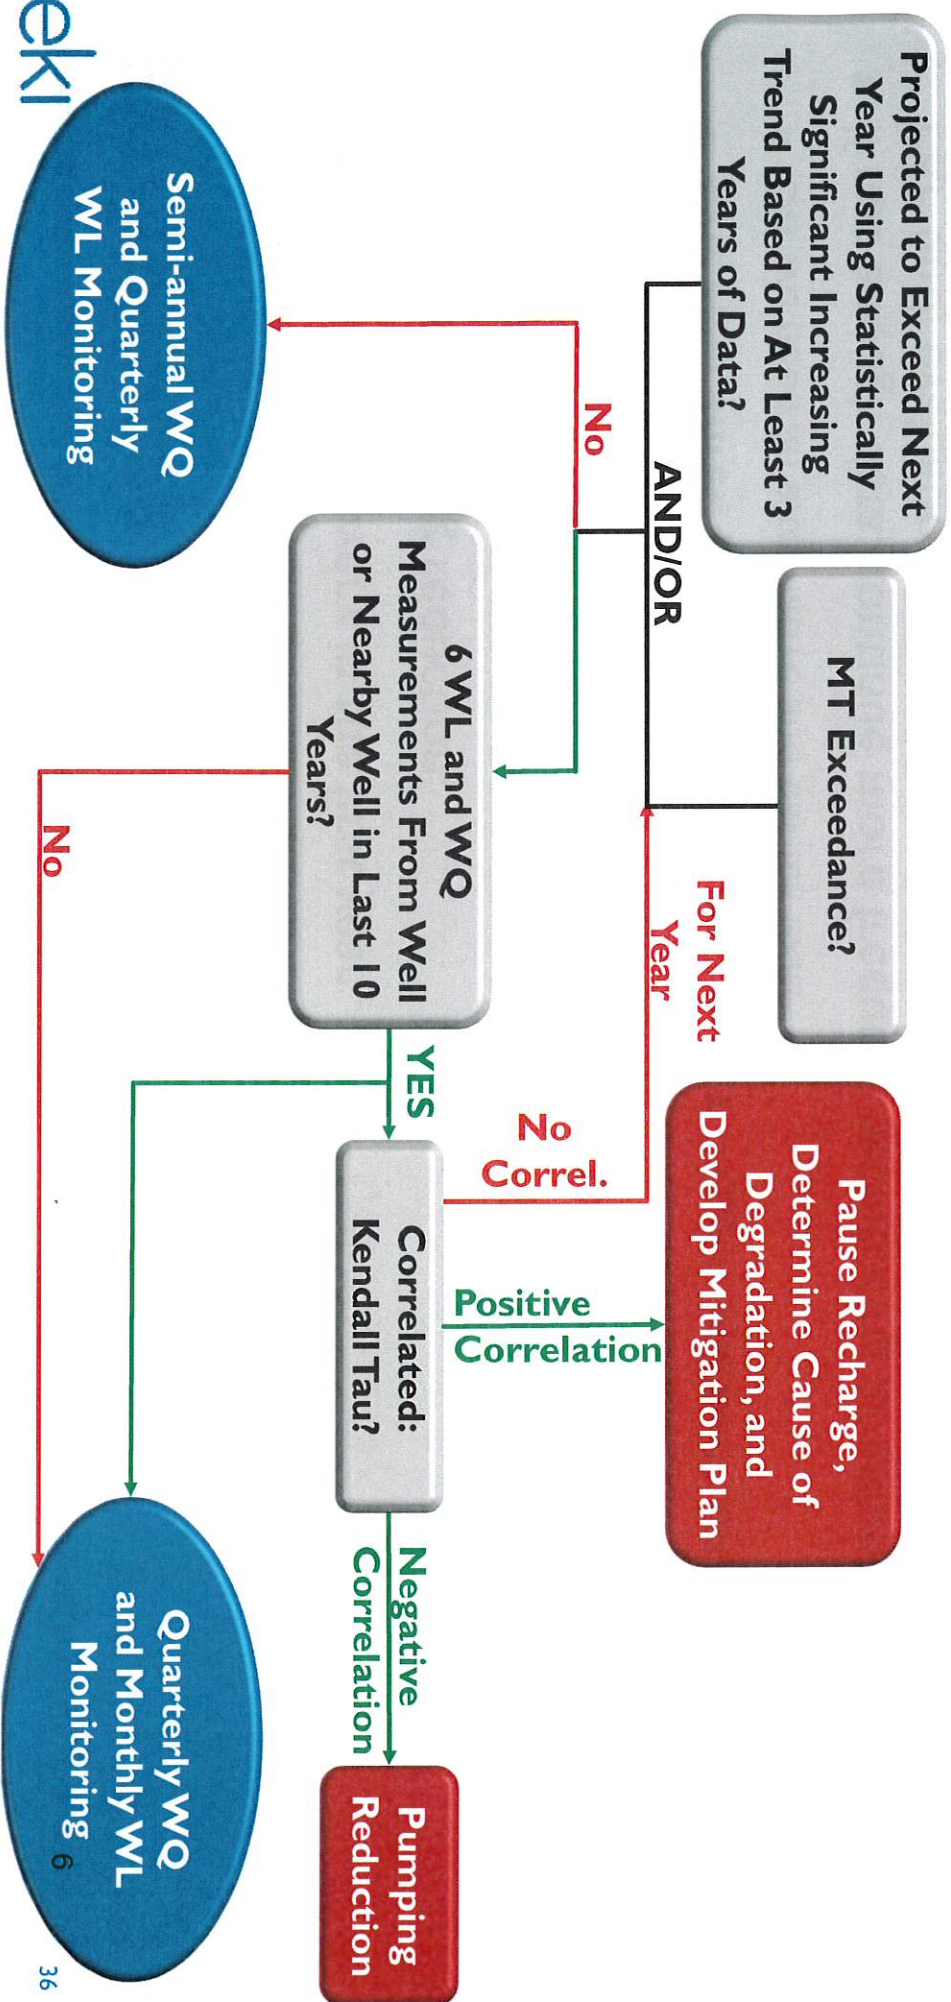 Projected to Exceed Next
Year Using Statistically
Significant Increasing
Trend Based on At Least 3
Years of Data?
MT Exceedance?
Pause Recharge,
Determine Cause of
Degradation, and
Develop Mitigation Plan
AND/OR
For Next
Year
No
No
Correl.
Positive
Correlation
6 WL and WQ
Measurements From Well
or Nearby Well in Last 10
Years?
YES
Correlated:
Kendall Tau?
Negative
Correlation
Pumping
Reduction
Semi-annual WQ
and Quarterly
WL Monitoring
No
Quarterly WQ
and Monthly WL
Monitoring
6
eki
36